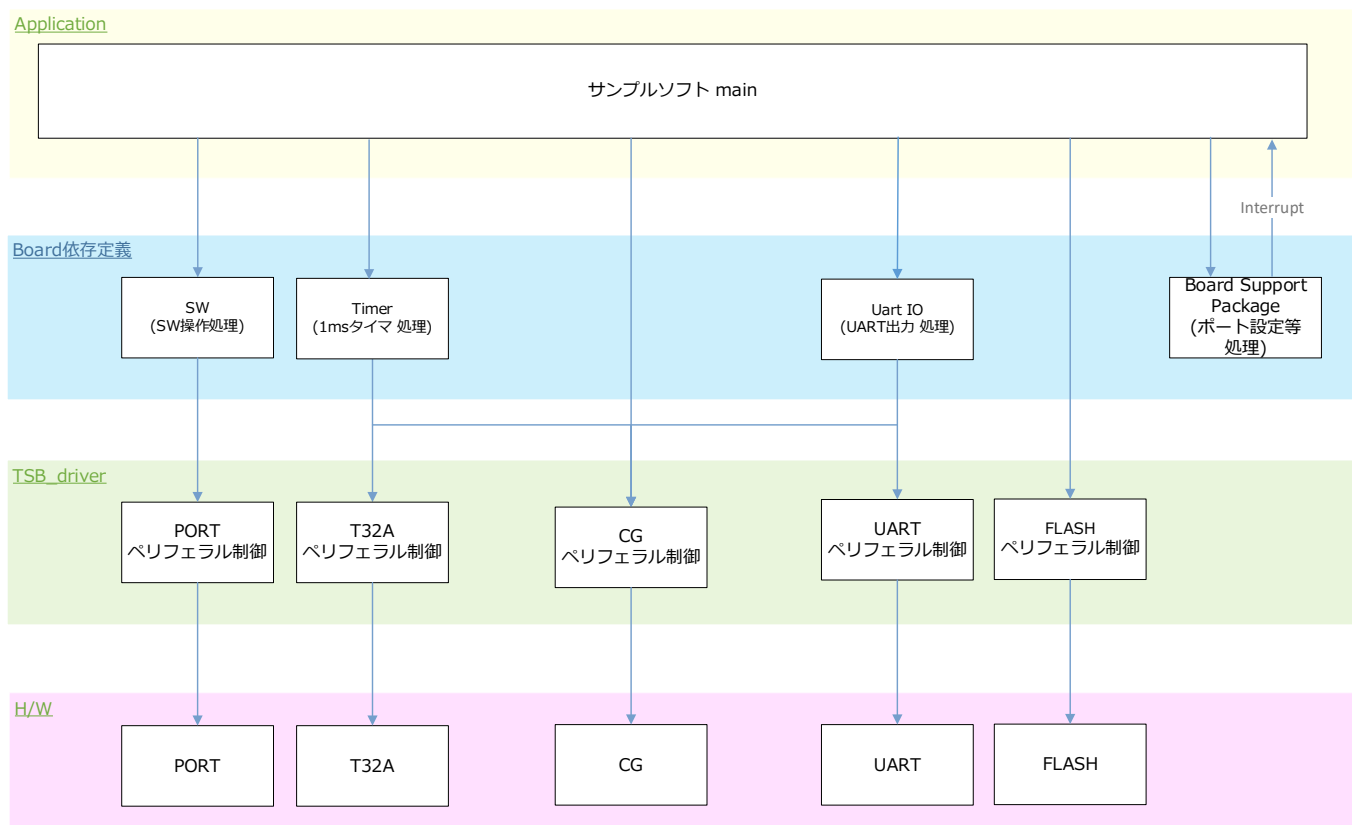 Application
サンプルソフト main
Interrupt
Board依存定義
SW
(SW操作処理)
Timer
(1msタイマ 処理)
Uart IO
(UART出力 処理)
Board Support
Package
(ポート設定等
処理)
TSB_driver
PORT
ペリフェラル制御
T32A
ペリフェラル制御
CG
ペリフェラル制御
UART
ペリフェラル制御
FLASH
ペリフェラル制御
H/W
PORT
T32A
CG
UART
FLASH